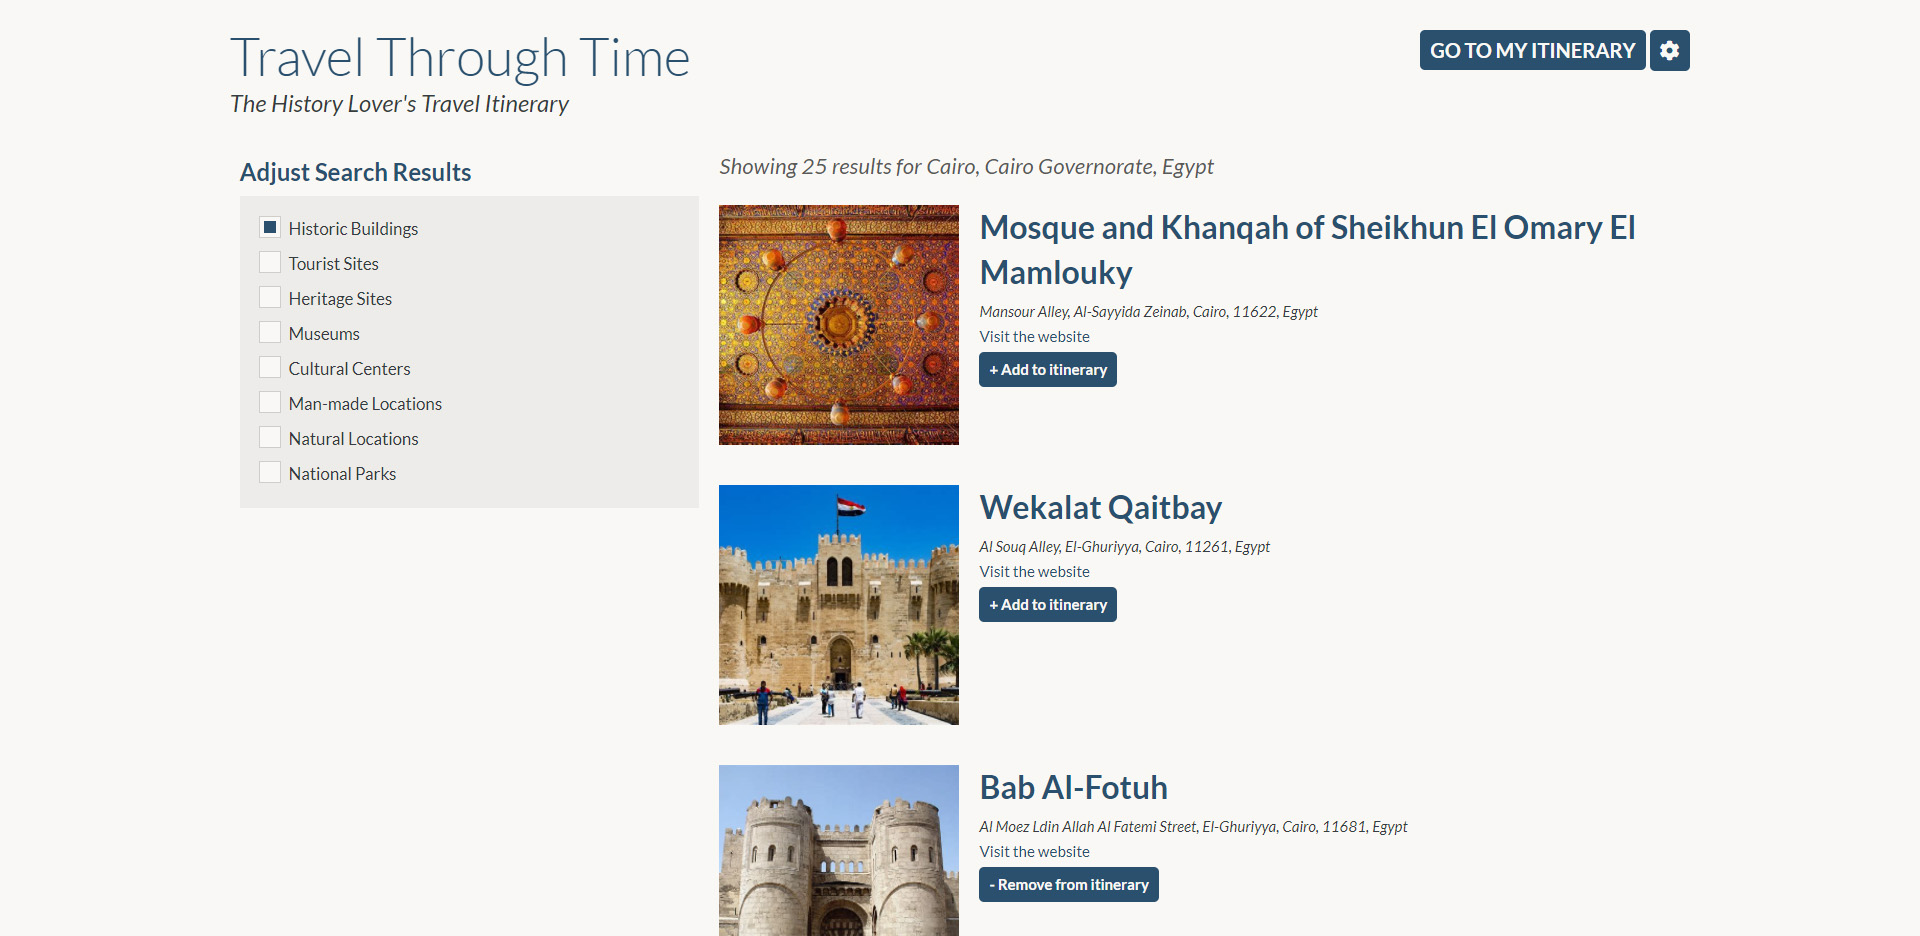 Travel Through Time
The History Lover's Travel Itinerary
GO TO MY ITINERARY
Adjust Search Results
Historic Buildings
Tourist Sites
Heritage Sites
Museums
Cultural Centers
Man-made Locations
Natural Locations
National Parks
Showing 25 results for Cairo, Cairo Governorate, Egypt
Mosque and Khanqah of Sheikhun El Omary El
Mamlouky
Mansour Alley, Al-Sayyida Zeinab, Cairo, 11622, Egypt
Visit the website
+ Add to itinerary
Wekalat Qaitbay
Al Souq Alley, El-Ghuriyya, Cairo, 11261, Egypt
Visit the website
+ Add to itinerary
Bab Al-Fotuh
Al Moez Ldin Allah Al Fatemi Street, El-Ghuriyya, Cairo, 11681, Egypt
Visit the website
- Remove from itinerary